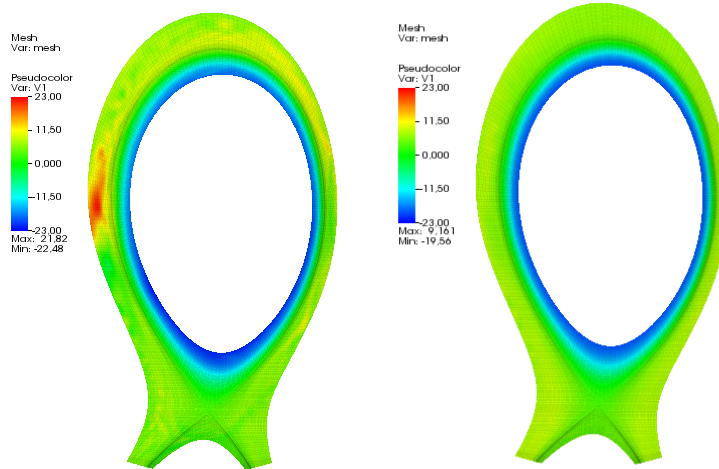 Mesh
Var: mesh
Pseudocolor
Var: V1
23,00
11,50
0,000
-11,50
-23,00
Max: 21,82
Min: -22,48
Mesh
Var: mesh
Pseudocolor
Var: V1
23,00
11,50
0,000
-11,50
-23,00
Max: 9,161
Min: -19,56